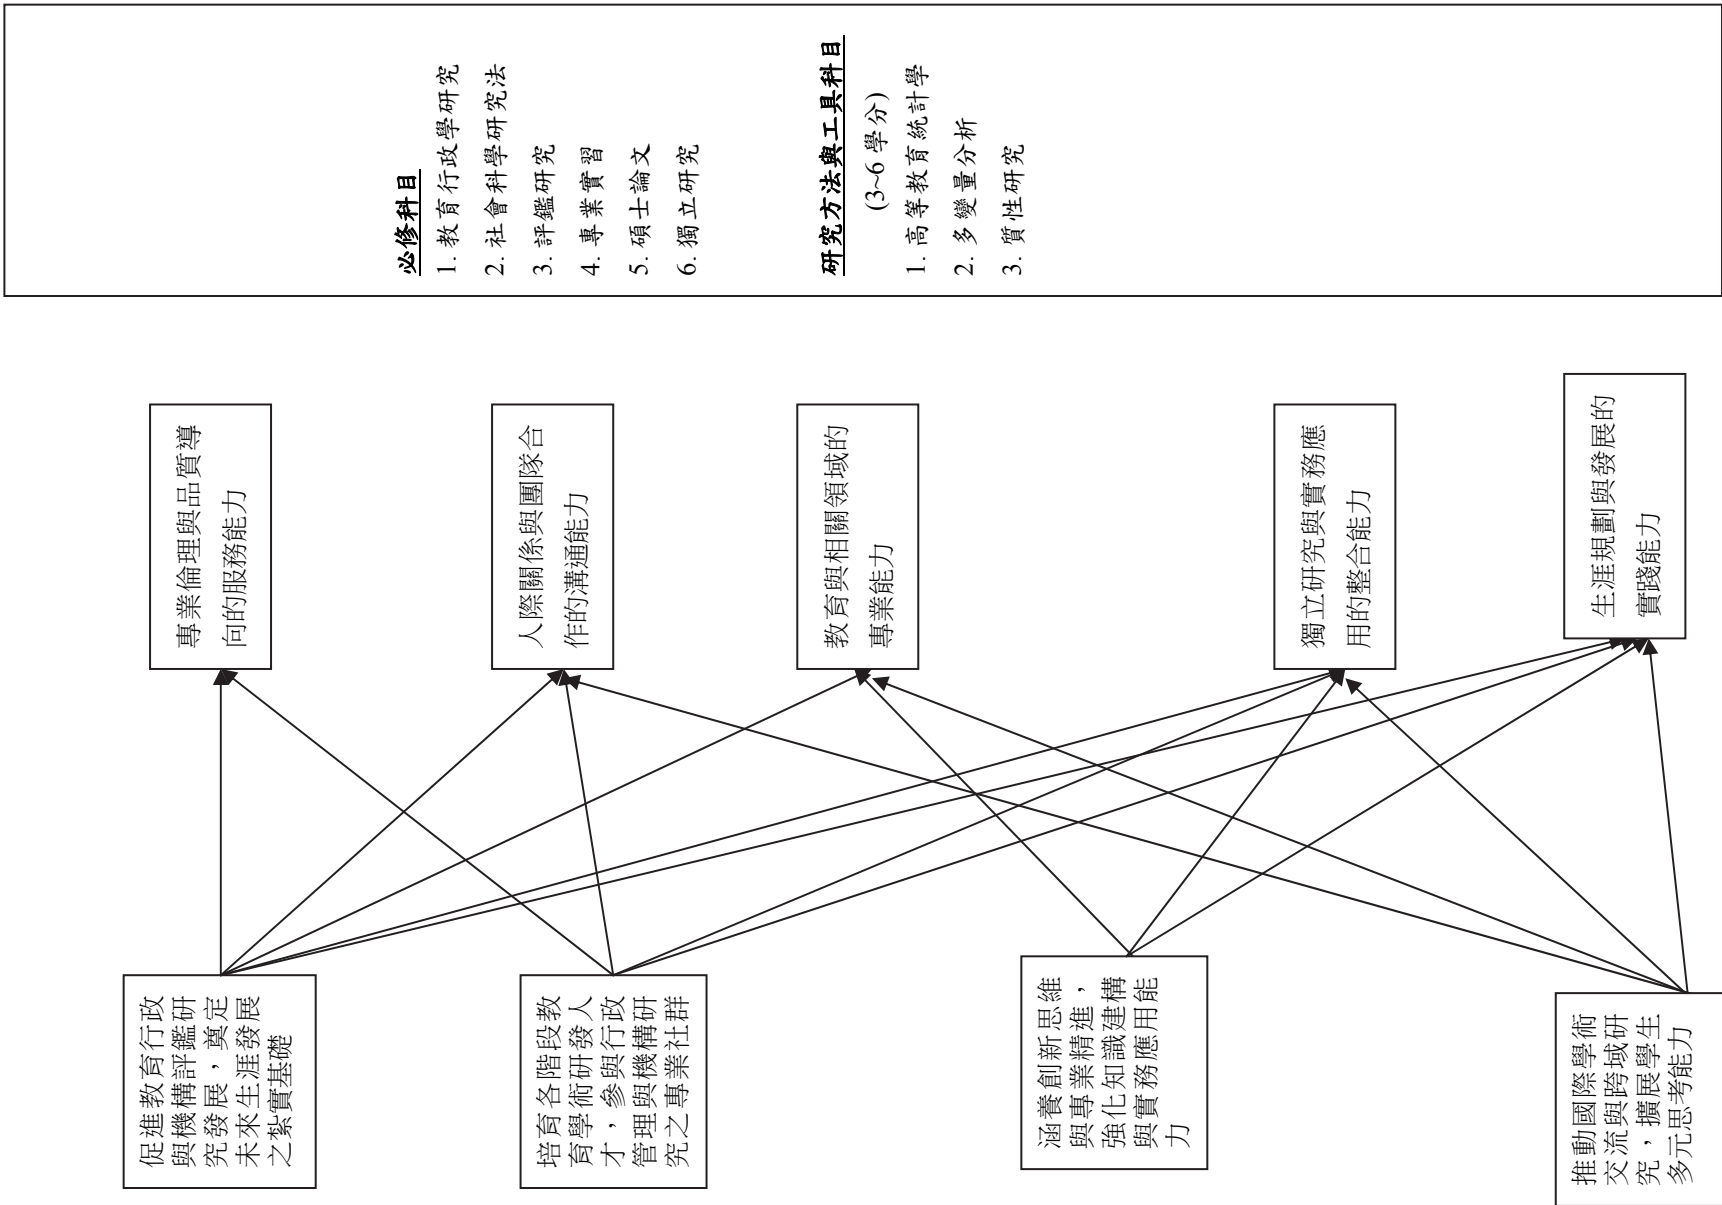 促進教育行政
與機構評鑑研
究發展，奠定
未來生涯發展
之紮實基礎
培育各階段教
育學術研發人
才，參與行政
管理與機構研
究之專業社群
涵養創新思維
與專業精進，
強化知識建構
與實務應用能
力
推動國際學術
交流與跨域研
究，擴展學生
多元思考能力
專業倫理與品質導
向的服務能力
人際關係與團隊合
作的溝通能力
教育與相關領域的
專業能力
獨立研究與實務應
用的整合能力
生涯規劃與發展的
實踐能力
必修科目
1. 教育行政學研究
2. 社會科學研究法
3. 評鑑研究
4. 專業實習
5. 碩士論文
6. 獨立研究
研究方法與工具科目
(3~6 學分)
1. 高等教育統計學
2. 多變量分析
3. 質性研究